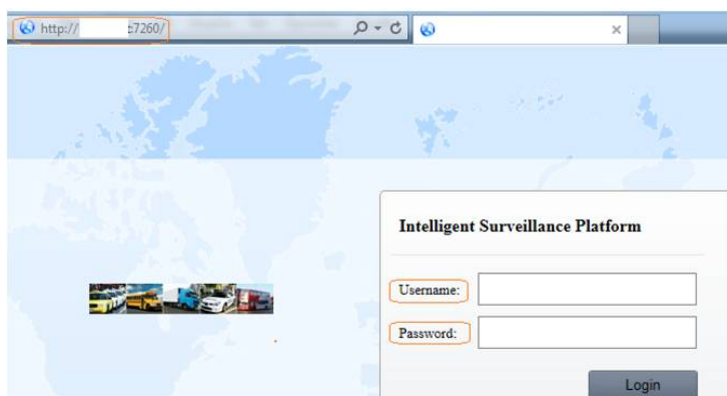 http:// :7260/
Intelligent Surveillance Platform
Username:
Password:
Login